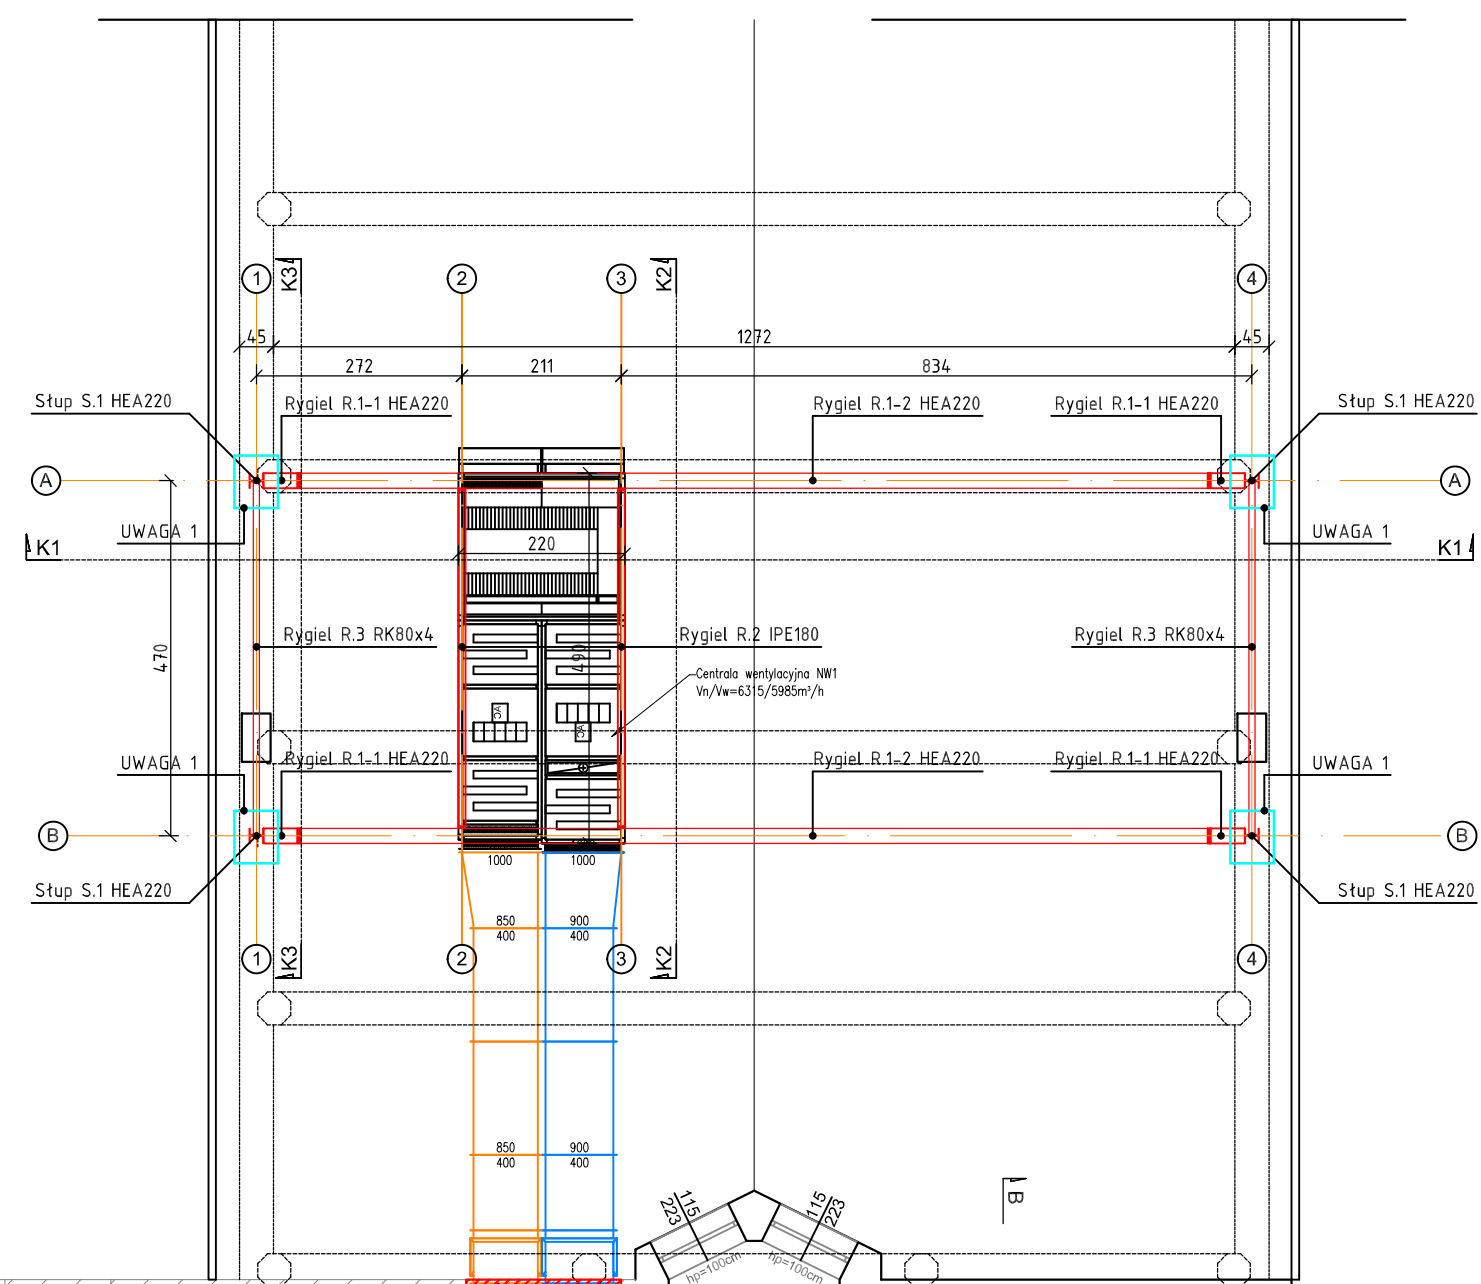 1
K3
2
3
K2
4
45
1272
45
272
211
834
Słup S.1 HEA220
Rygiel R.1-1 HEA220
Rygiel R.1-2 HEA220
Rygiel R.1-1 HEA220
Słup S.1 HEA220
A
A
UWAGA 1
UWAGA 1
K1
220
K1
470
Rygiel R.3 RK80x4
490
Rygiel R.2 IPE180
Rygiel R.3 RK80x4
Centrala wentylacyjna NW1
Vn/Vw=6315/5985m³/h
AC
AC
UWAGA 1
Rygiel R.1-1 HEA220
Rygiel R.1-2 HEA220
Rygiel R.1-1 HEA220
UWAGA 1
B
B
1000
1000
Słup S.1 HEA220
Słup S.1 HEA220
850
400
900
400
1
K3
2
3
K2
4
850
400
900
400
115
223
115
223
B
hp=100cm
hp=100cm